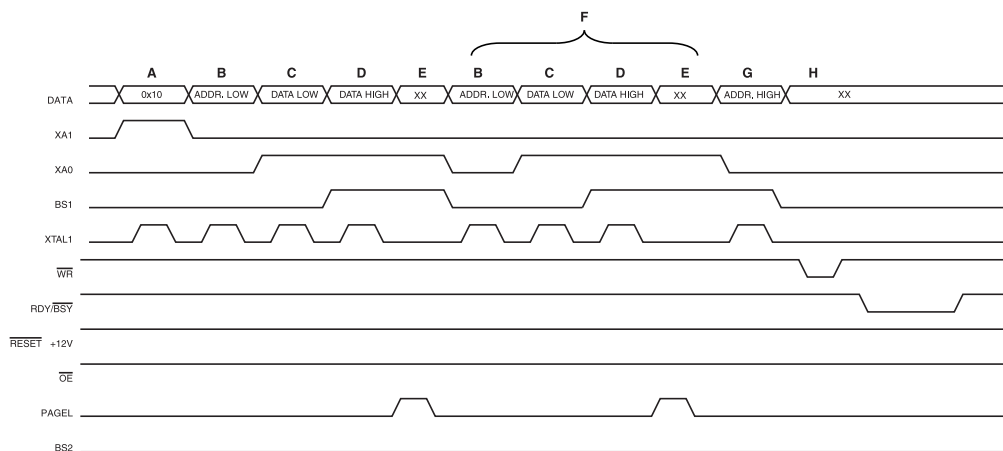 F
A B C D E B C D E G H
DATA 0x10 ADDR. LOW DATA LOW DATA HIGH XX ADDR. LOW DATA LOW DATA HIGH XX ADDR. HIGH XX
XA1
XA0
BS1
XTAL1
WR
RDY/BSY
RESET +12V
OE
PAGEL
BS2